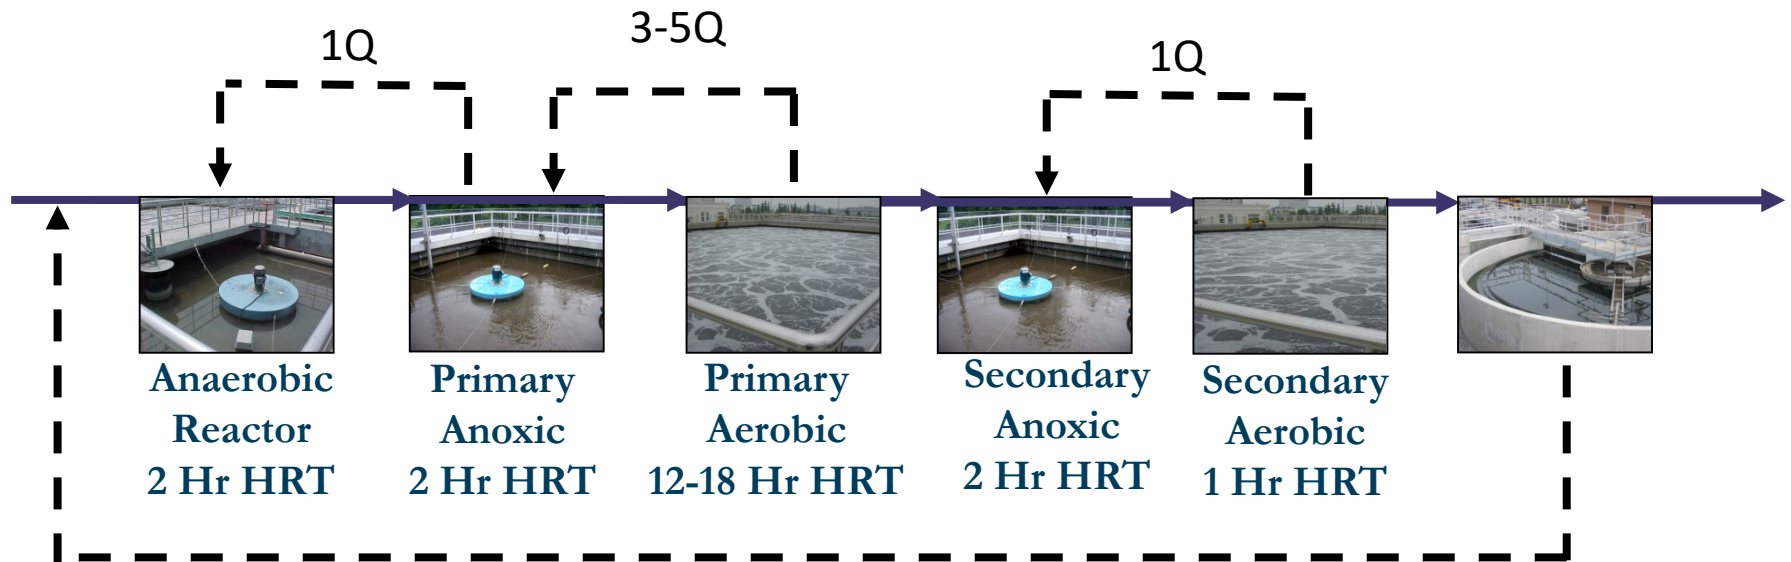 1Q
3-5Q
1Q
Anaerobic
Reactor
2 Hr HRT
Primary
Anoxic
2 Hr HRT
Primary
Aerobic
12-18 Hr HRT
Secondary
Anoxic
2 Hr HRT
Secondary
Aerobic
1 Hr HRT